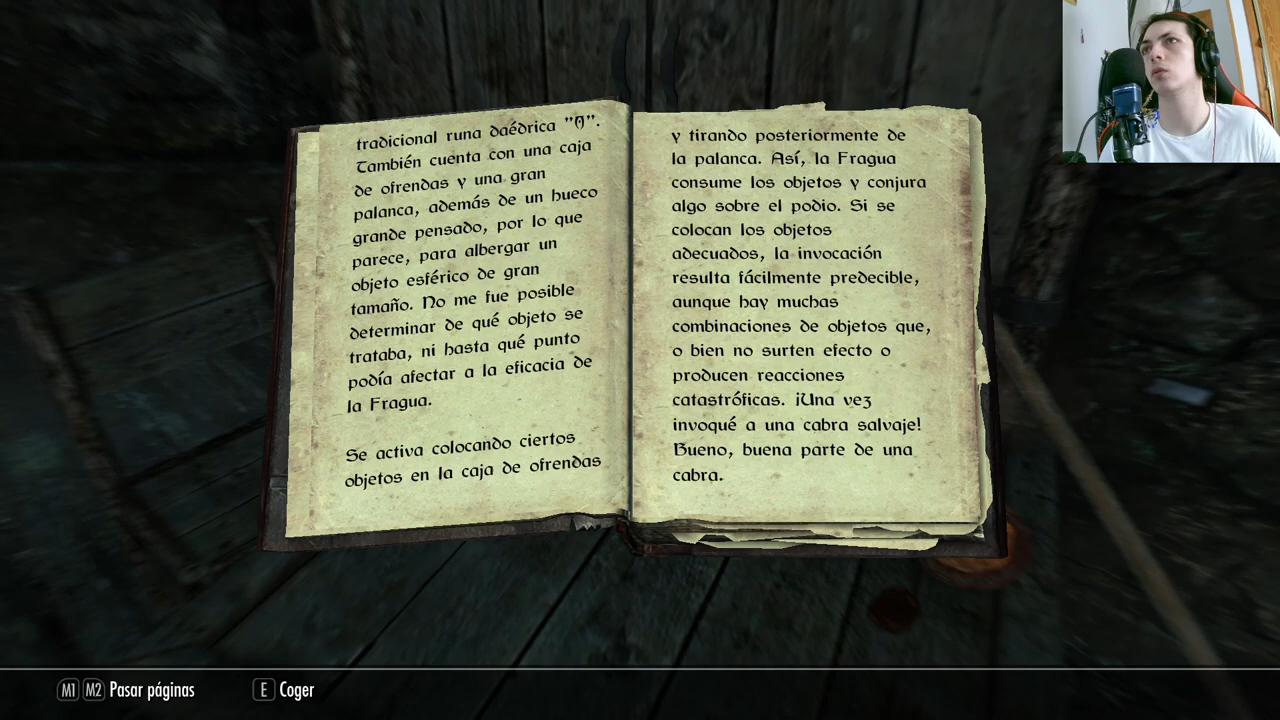 tradicional runa daédrica "O".
También cuenta con una caja
de ofrendas y una gran
palanca, además de un hueco
grande pensado, por lo que
parece, para albergar un
objeto esférico de gran
tamaño. No me fue posible
determinar de qué objeto se
trataba, ni hasta qué punto
podía afectar a la eficacia de
la Fragua.
Se activa colocando ciertos
objetos en la caja de ofrendas
y tirando posteriormente de
la palanca. Así, la Fragua
consume los objetos y conjura
algo sobre el podio. Si se
colocan los objetos
adecuados, la invocación
resulta fácilmente predecible,
aunque hay muchas
combinaciones de objetos que,
o bien no surten efecto o
producen reacciones
catastróficas. ¡Una vez
invoqué a una cabra salvaje!
Bueno, buena parte de una
cabra.
M1 M2 Pasar páginas
E Coger